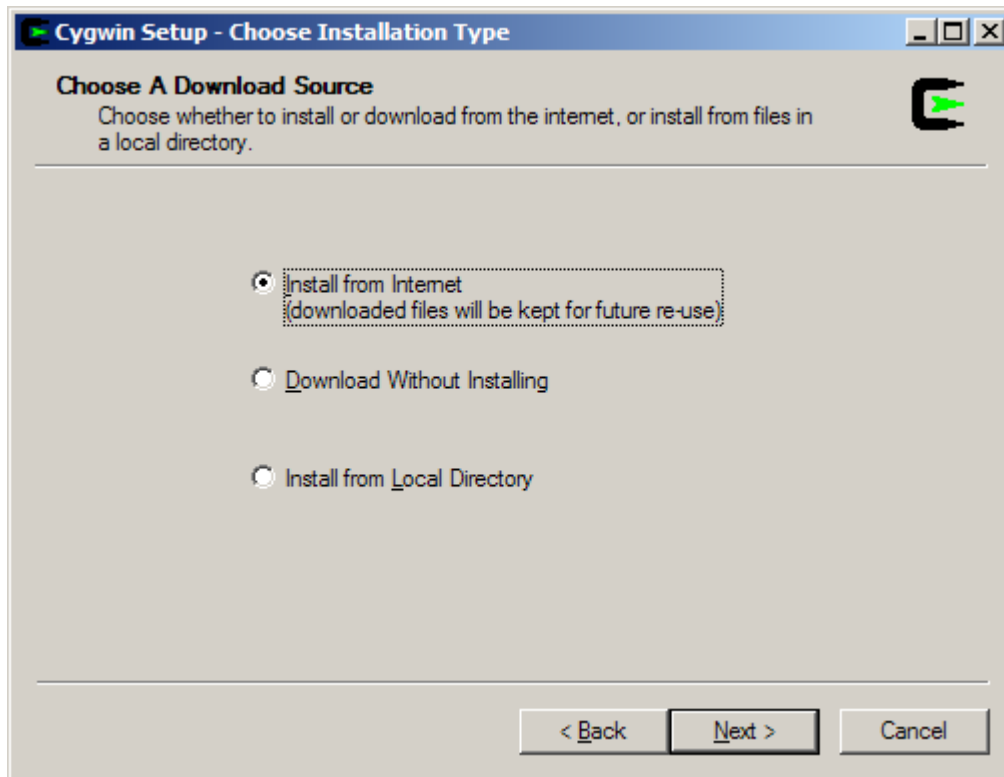 Cygwin Setup - Choose Installation Type
Choose A Download Source
Choose whether to install or download from the internet, or install from files in
a local directory.
Install from Internet
(downloaded files will be kept for future re-use)
Download Without Installing
Install from Local Directory
< Back
Next >
Cancel